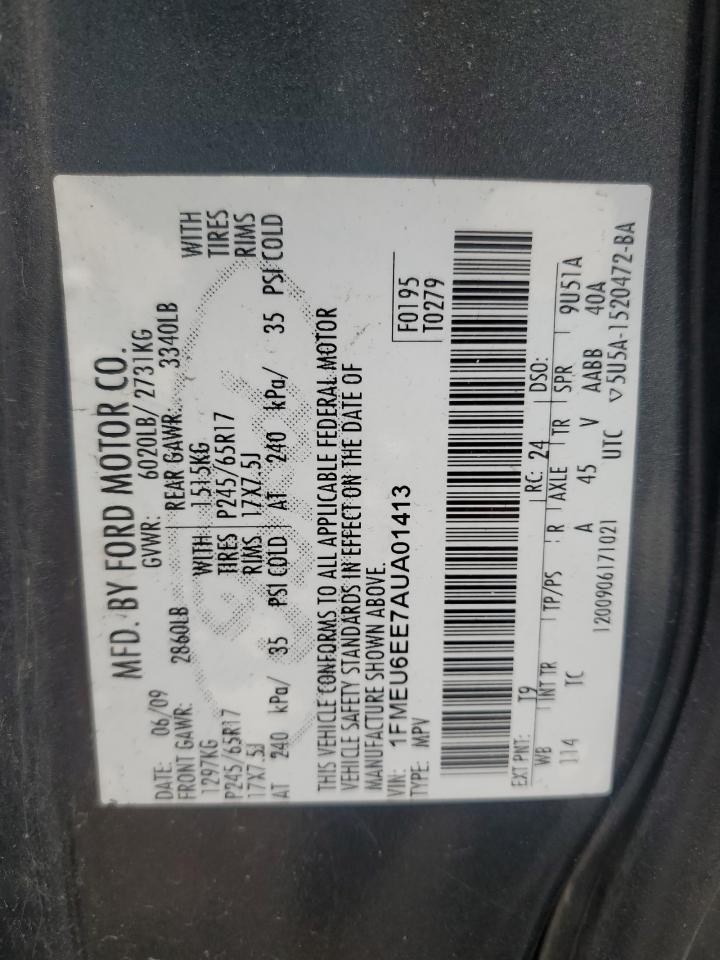 MFD. BY FORD MOTOR CO.
DATE: 06/09 GVWR: 6020LB/2731KG
FRONT GAWR: 2860LB REAR GAWR: 3340LB
1297KG WITH 1515KG WITH
P245/65R17 TIRES P245/65R17 TIRES
17X7.5J RIMS 17X7.5J RIMS
AT 240 kPa/ 35 PSI COLD AT 240 kPa/ 35 PSI COLD
THIS VEHICLE CONFORMS TO ALL APPLICABLE FEDERAL MOTOR
VEHICLE SAFETY STANDARDS IN EFFECT ON THE DATE OF
MANUFACTURE SHOWN ABOVE.
VIN: 1FMEU6EE7AUA01413 F0195
TYPE: MPV T0279
EXT PNT: T9 RC: 24 DSO:
WB INT TR TP/PS R AXLE TR SPR 9U51A
114 TC A 45 V AABB 40A
1200906171021 UTC ▽5U5A-1520472-BA